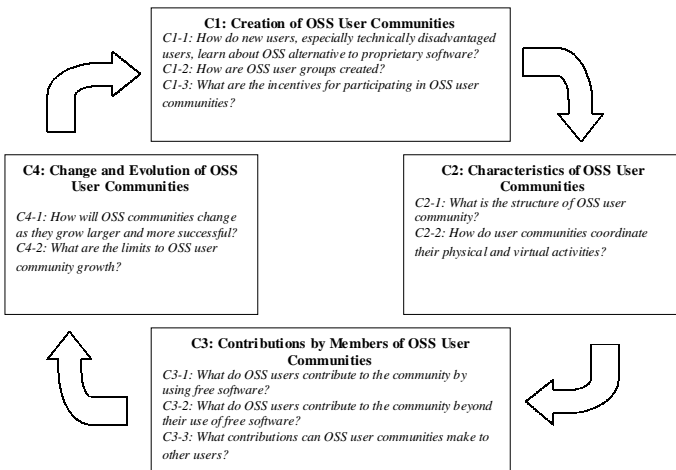 C1: Creation of OSS User Communities
C1-1: How do new users, especially technically disadvantaged
users, learn about OSS alternative to proprietary software?
C1-2: How are OSS user groups created?
C1-3: What are the incentives for participating in OSS user
communities?
C4: Change and Evolution of OSS
User Communities
C4-1: How will OSS communities change
as they grow larger and more successful?
C4-2: What are the limits to OSS user
community growth?
C2: Characteristics of OSS User
Communities
C2-1: What is the structure of OSS user
community?
C2-2: How do user communities coordinate
their physical and virtual activities?
C3: Contributions by Members of OSS User
Communities
C3-1: What do OSS users contribute to the community by
using free software?
C3-2: What do OSS users contribute to the community beyond
their use of free software?
C3-3: What contributions can OSS user communities make to
other users?